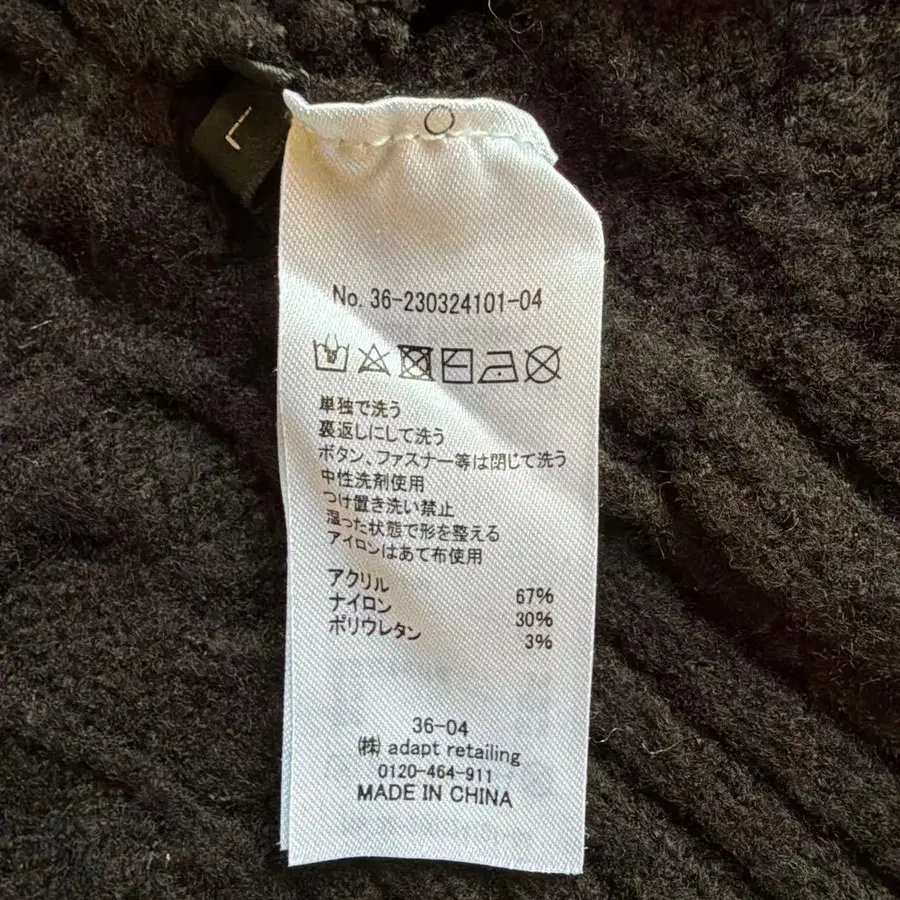 L
No. 36-230324101-04
単独で洗う
裏返しにして洗う
ボタン、ファスナー等は閉じて洗う
中性洗剤使用
つけ置き洗い禁止
湿った状態で形を整える
アイロンはあて布使用
アクリル 67%
ナイロン 30%
ポリウレタン 3%
36-04
㈱ adapt retailing
0120-464-911
MADE IN CHINA